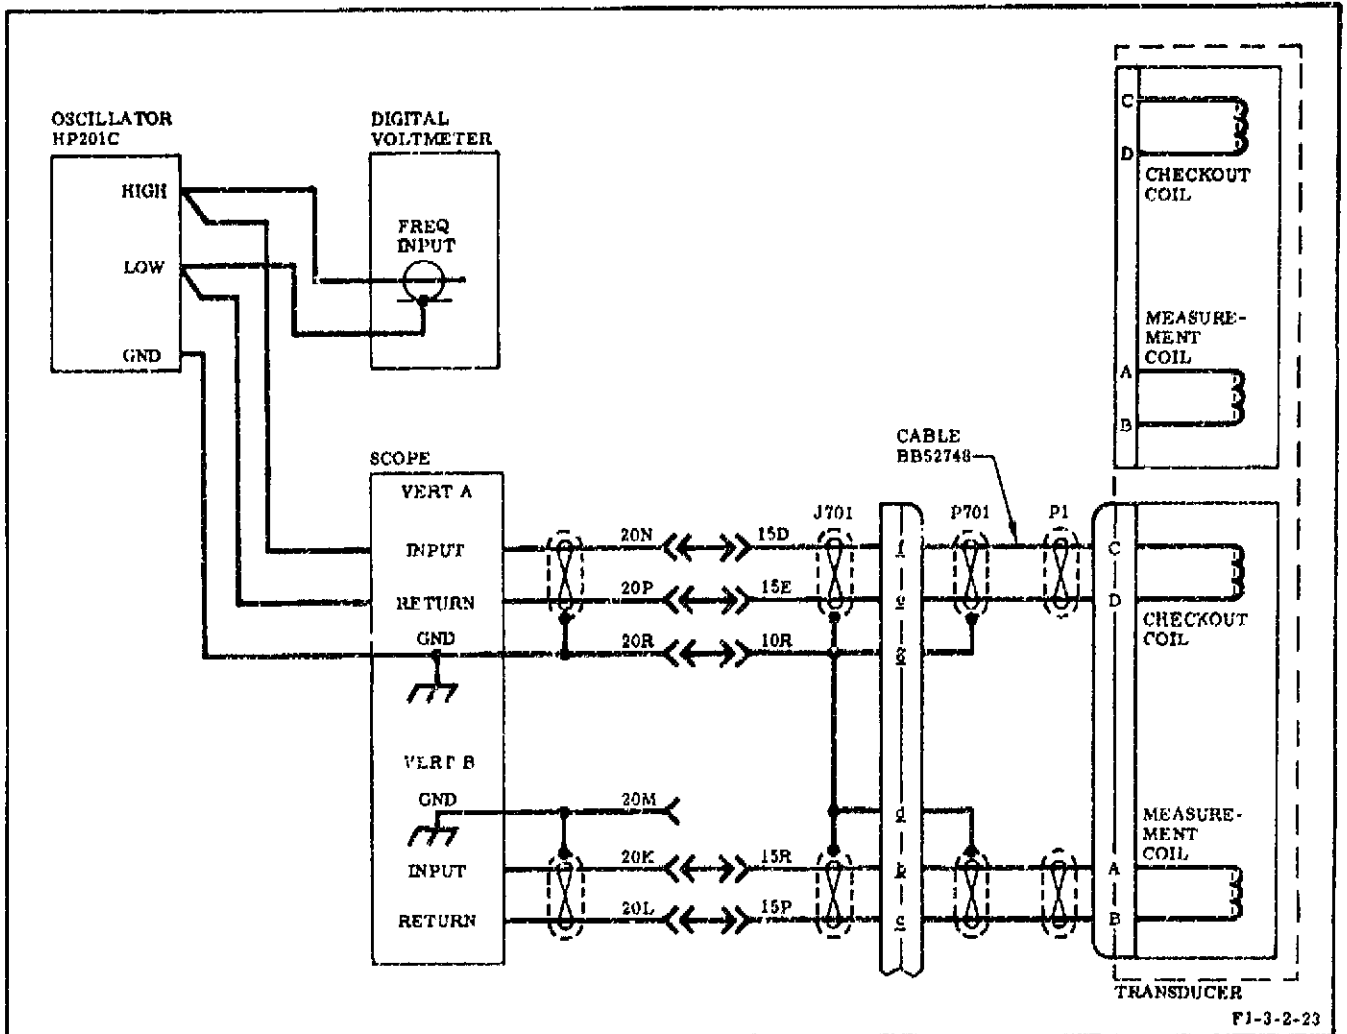 OSCILLATOR
HP201C
HIGH
LOW
GND
DIGITAL
VOLTMETER
FREQ
INPUT
C
D
CHECKOUT
COIL
MEASURE-
MENT
COIL
A
B
CABLE
BB52748
SCOPE
VERT A
INPUT
RETURN
GND
VERT B
GND
INPUT
RETURN
20N
15D
20P
15E
20R
10R
20M
20K
15R
20L
15P
J701
P701
P1
f
e
g
d
b
c
C
D
CHECKOUT
COIL
MEASURE-
MENT
COIL
A
B
TRANSDUCER
F1-3-2-23